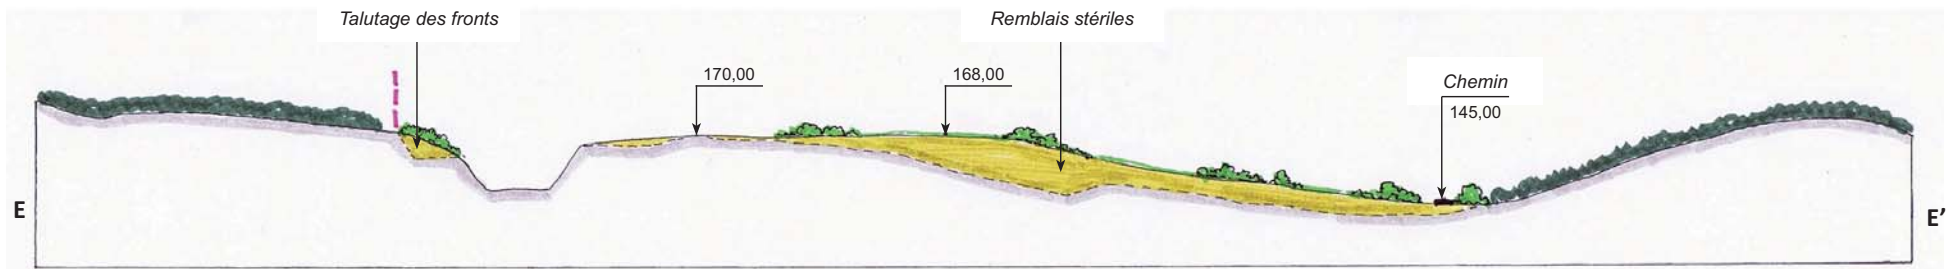 Talutage des fronts
Remblais stériles
170,00
168,00
Chemin
145,00
E
E’